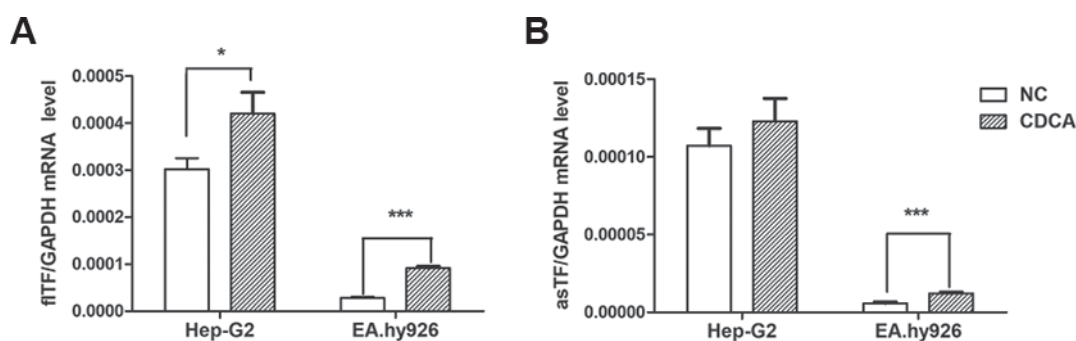 A
flTF/GAPDH mRNA level
0.0005
0.0004
0.0003
0.0002
0.0001
0.0000
*
***
Hep-G2
EA.hy926
B
asTF/GAPDH mRNA level
0.00015
0.00010
0.00005
0.00000
***
Hep-G2
EA.hy926
NC
CDCA